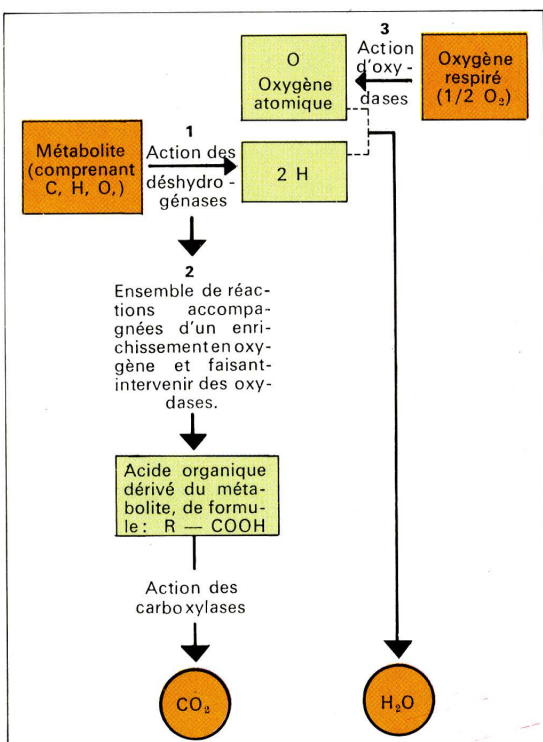 3
Action
d'oxy-
dases
O
Oxygène
atomique
Oxygène
respiré
(1/2 O₂)
1
Action des
déshydro-
génases
Métabolite
(comprenant
C, H, O,)
2 H
2
Ensemble de réac-
tions accompa-
gnées d'un enri-
chissement en oxy-
gène et faisant-
intervenir des oxy-
dases.
Acide organique
dérivé du méta-
bolite, de formu-
le: R — COOH
Action des
carboxylases
CO₂
H₂O